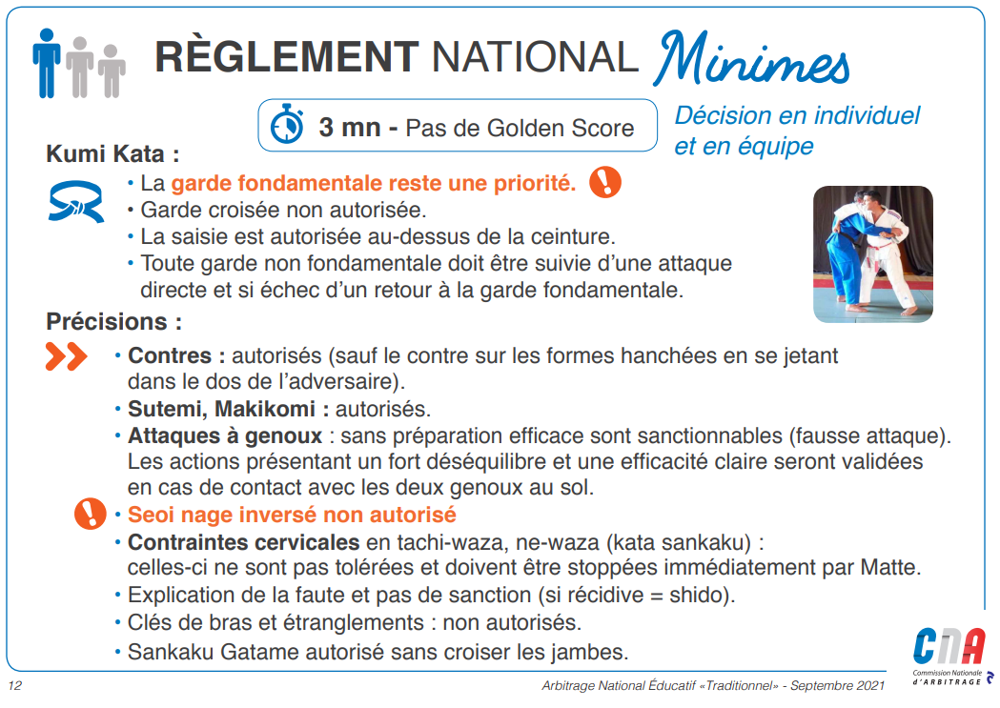 RÈGLEMENT NATIONAL Minimes
3 mn - Pas de Golden Score
Décision en individuel
et en équipe
Kumi Kata :
• La garde fondamentale reste une priorité.
• Garde croisée non autorisée.
• La saisie est autorisée au-dessus de la ceinture.
• Toute garde non fondamentale doit être suivie d'une attaque
directe et si échec d'un retour à la garde fondamentale.
Précisions :
• Contres : autorisés (sauf le contre sur les formes hanchées en se jetant
dans le dos de l'adversaire).
• Sutemi, Makikomi : autorisés.
• Attaques à genoux : sans préparation efficace sont sanctionnables (fausse attaque).
Les actions présentant un fort déséquilibre et une efficacité claire seront validées
en cas de contact avec les deux genoux au sol.
• Seoi nage inversé non autorisé
• Contraintes cervicales en tachi-waza, ne-waza (kata sankaku) :
celles-ci ne sont pas tolérées et doivent être stoppées immédiatement par Matte.
• Explication de la faute et pas de sanction (si récidive = shido).
• Clés de bras et étranglements : non autorisés.
• Sankaku Gatame autorisé sans croiser les jambes.
CNA
Commission Nationale
d'ARBITRAGE
12
Arbitrage National Éducatif «Traditionnel» - Septembre 2021